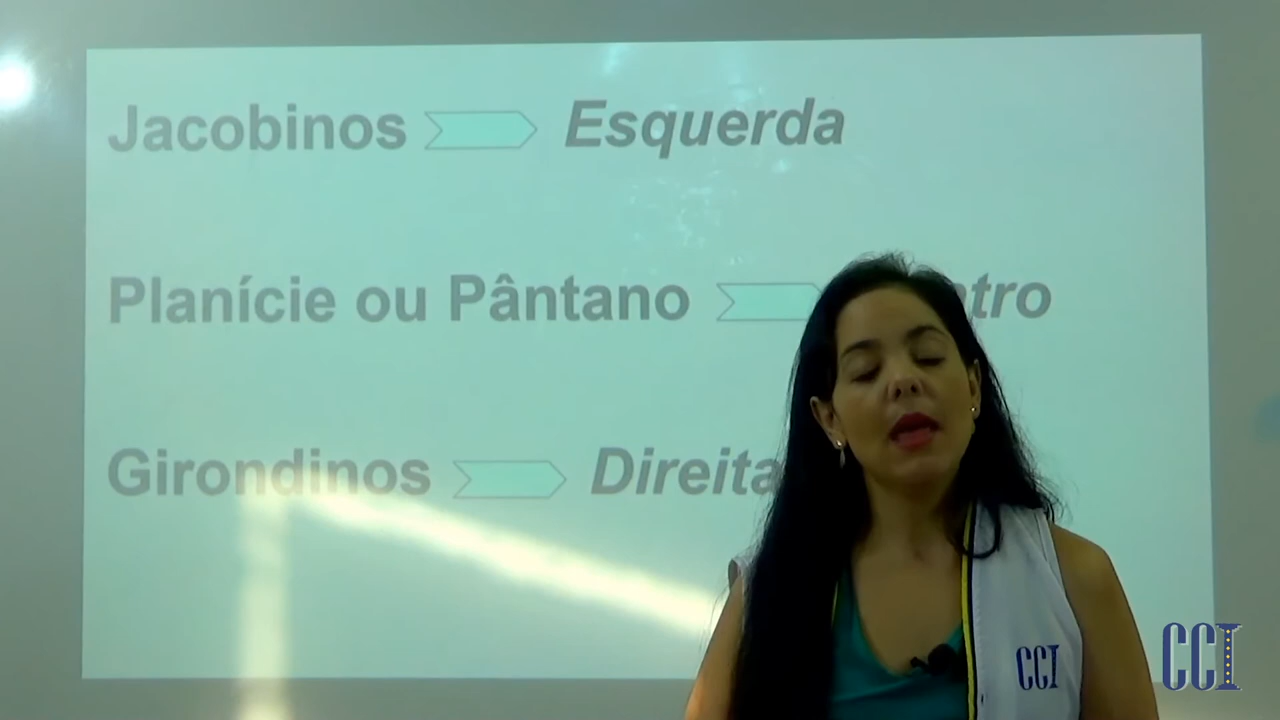 Jacobinos Esquerda
Planície ou Pântano
Girondinos Direita
CCI
CCI